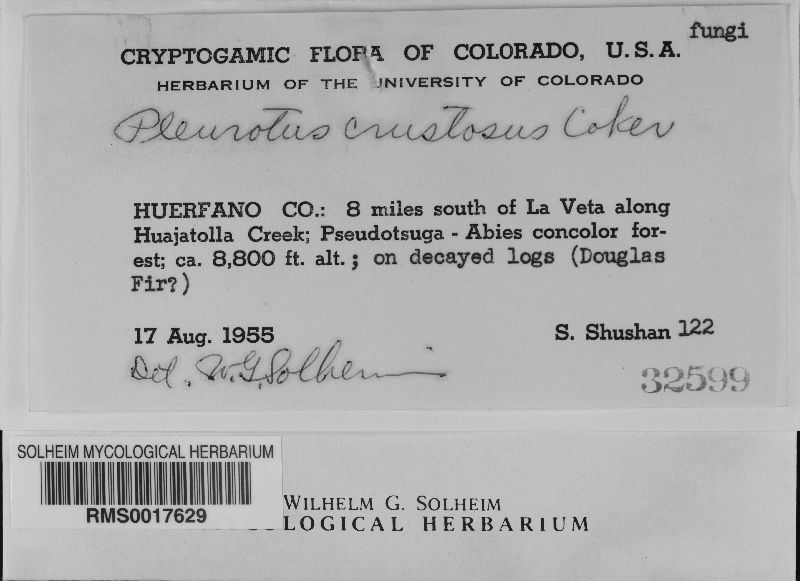 fungi
CRYPTOGAMIC FLORA OF COLORADO, U.S.A.
HERBARIUM OF THE UNIVERSITY OF COLORADO
Pleurotus crustosus Coker
HUERFANO CO.: 8 miles south of La Veta along
Huajatolla Creek; Pseudotsuga - Abies concolor for-
est; ca. 8,800 ft. alt.; on decayed logs (Douglas
Fir?)
17 Aug. 1955 S. Shushan 122
Det. W.G. Solheim
32599
SOLHEIM MYCOLOGICAL HERBARIUM
RMS0017629
WILHELM G. SOLHEIM
LOGICAL HERBARIUM